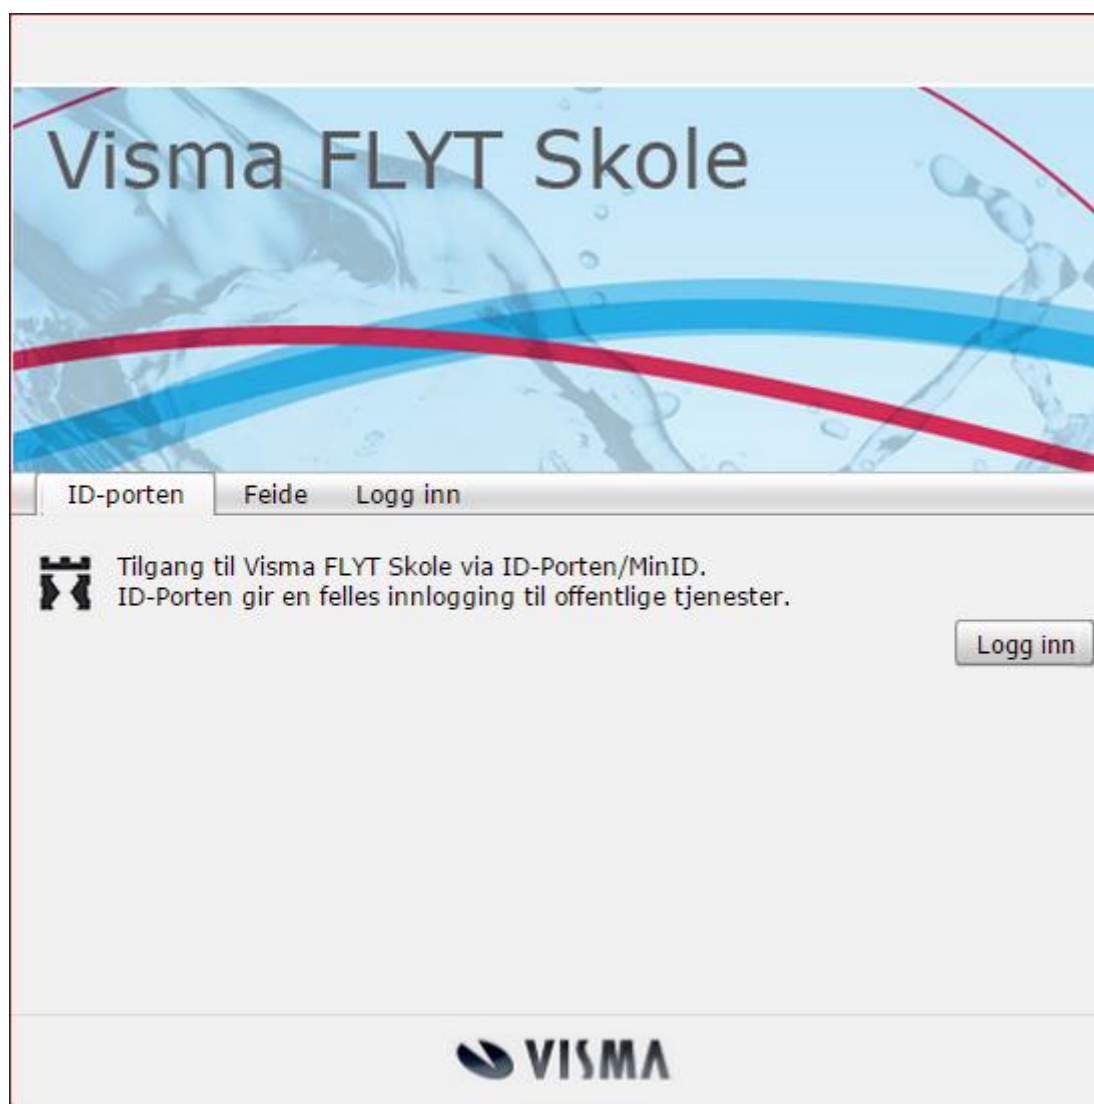 Visma FLYT Skole
ID-porten Feide Logg inn
Tilgang til Visma FLYT Skole via ID-Porten/MinID.
ID-Porten gir en felles innlogging til offentlige tjenester.
Logg inn
VISMA